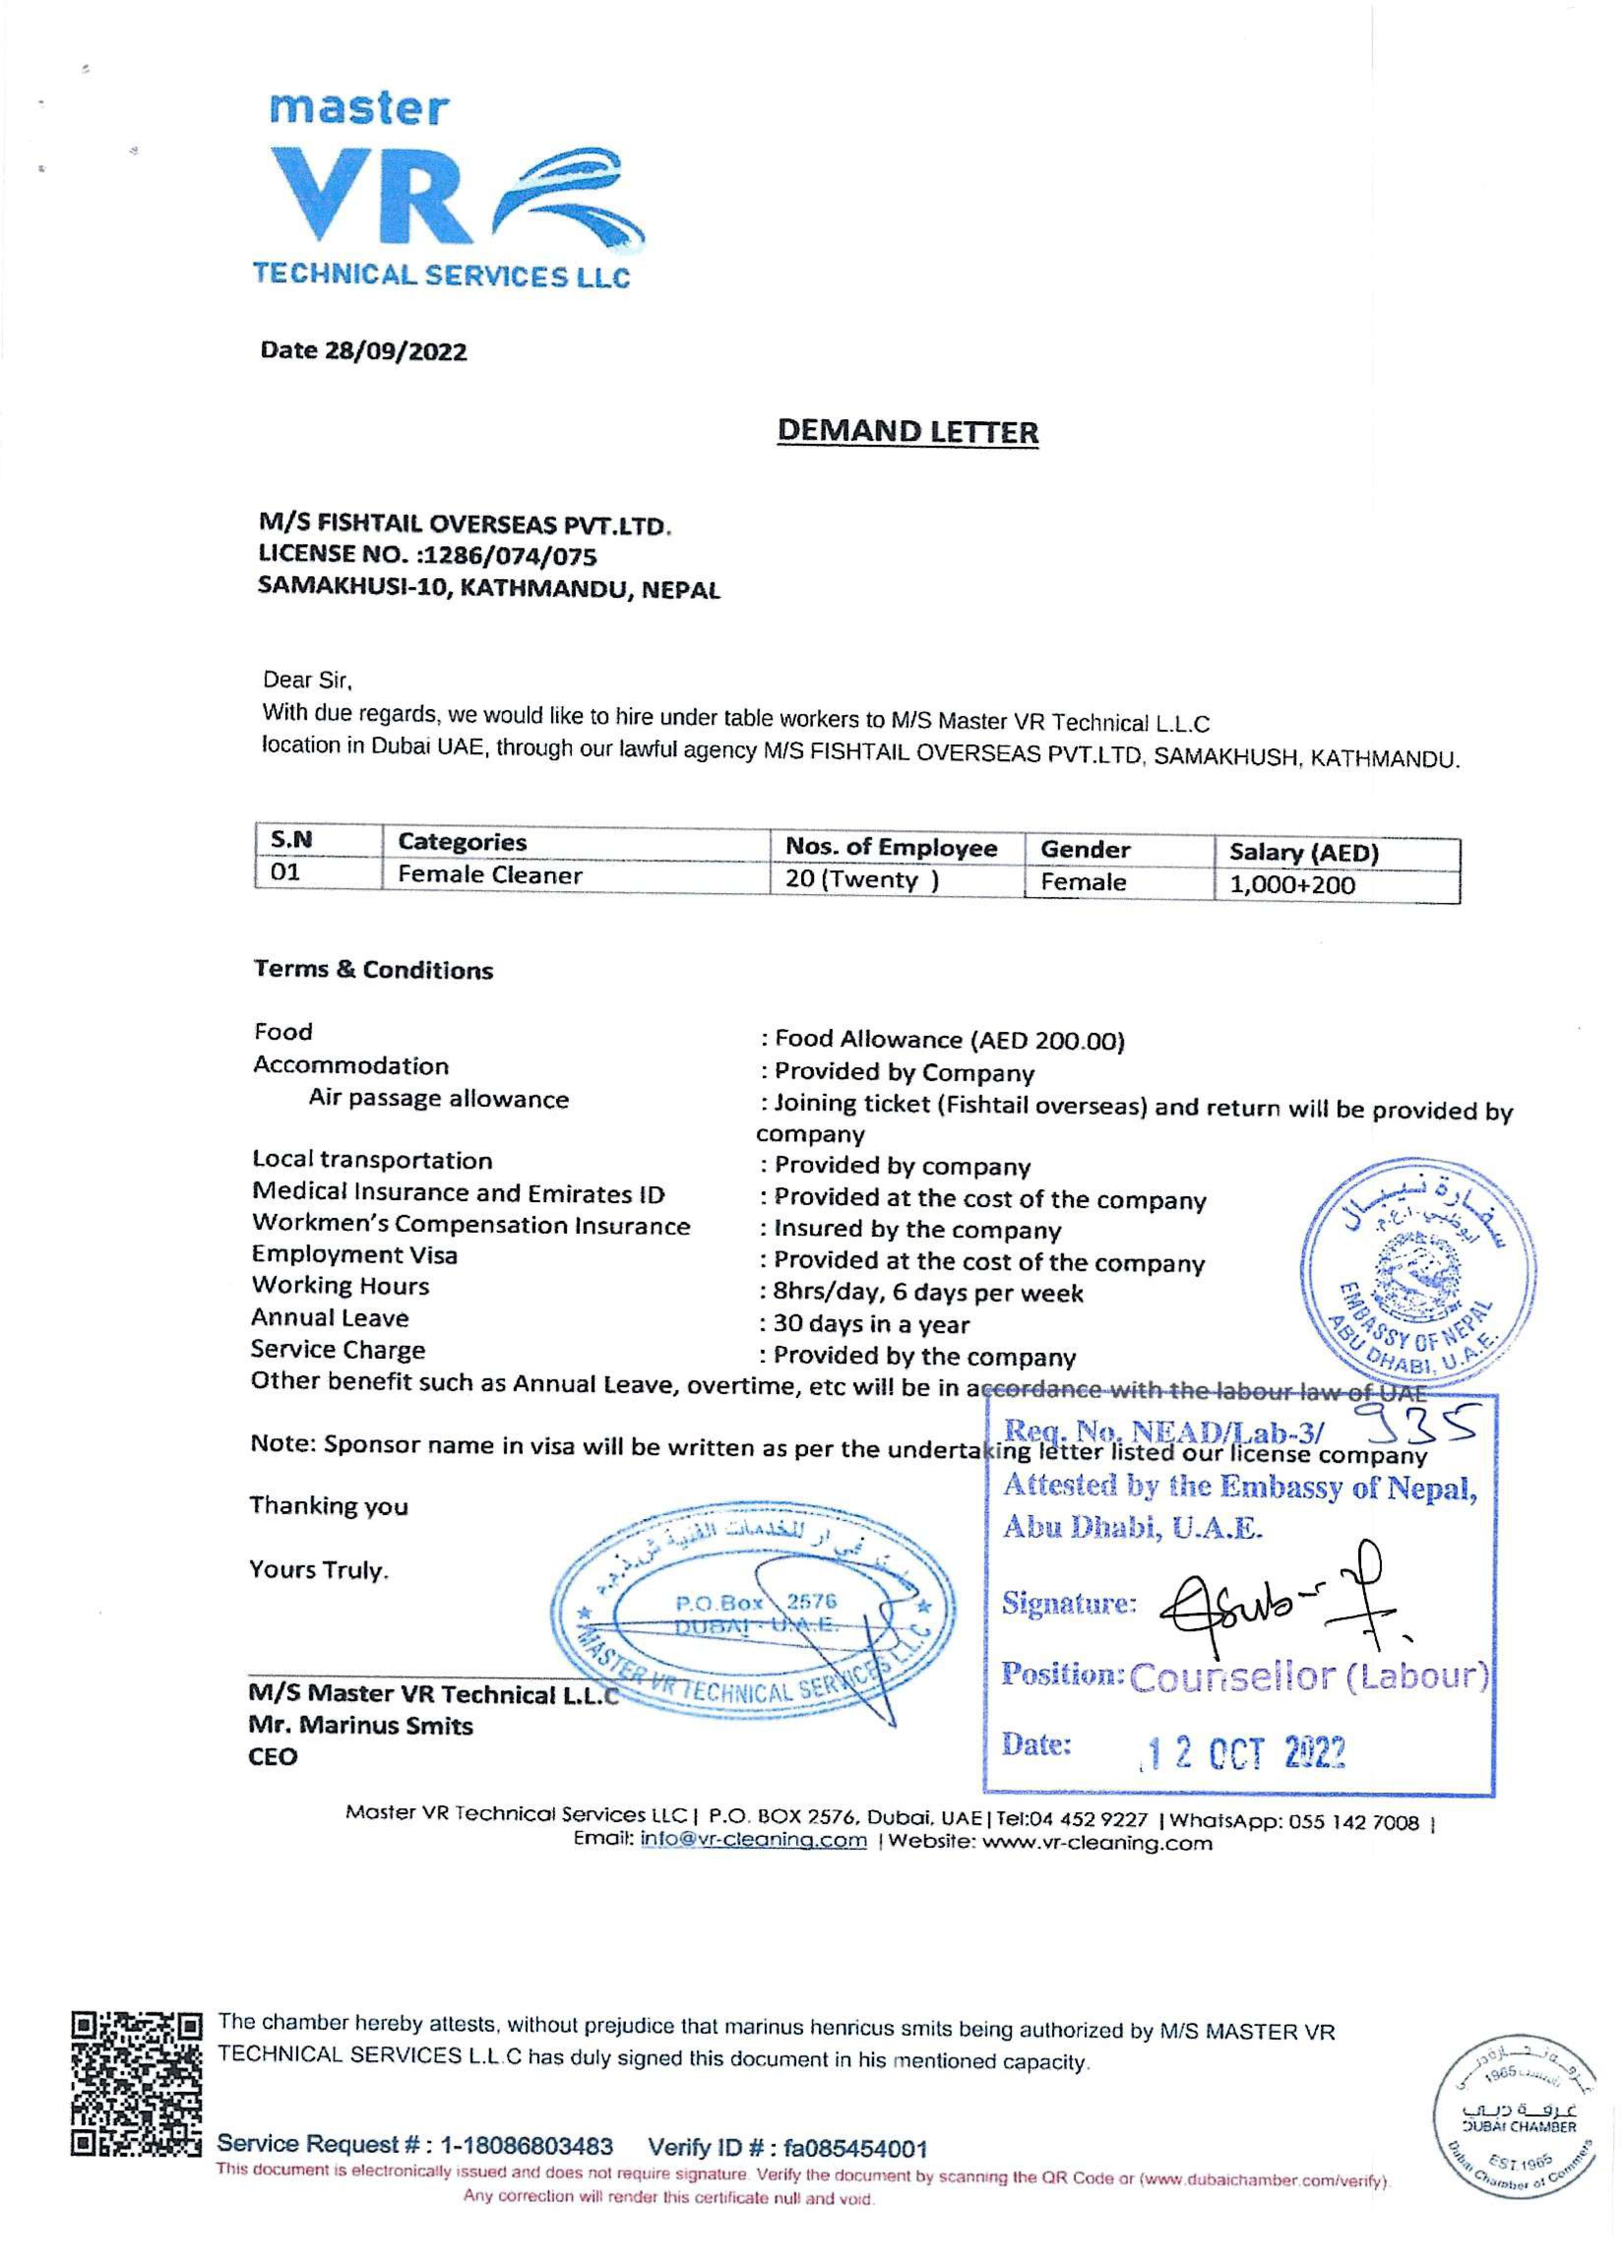 master
VR
TECHNICAL SERVICES LLC
Date 28/09/2022
DEMAND LETTER
M/S FISHTAIL OVERSEAS PVT.LTD.
LICENSE NO. :1286/074/075
SAMAKHUSI-10, KATHMANDU, NEPAL
Dear Sir,
With due regards, we would like to hire under table workers to M/S Master VR Technical L.L.C
location in Dubai UAE, through our lawful agency M/S FISHTAIL OVERSEAS PVT.LTD, SAMAKHUSH, KATHMANDU.
S.N Categories Nos. of Employee Gender Salary (AED)
01 Female Cleaner 20 (Twenty ) Female 1,000+200
Terms & Conditions
Food : Food Allowance (AED 200.00)
Accommodation : Provided by Company
Air passage allowance : Joining ticket (Fishtail overseas) and return will be provided by
company
Local transportation : Provided by company
Medical Insurance and Emirates ID : Provided at the cost of the company
Workmen's Compensation Insurance : Insured by the company
Employment Visa : Provided at the cost of the company
Working Hours : 8hrs/day, 6 days per week
Annual Leave : 30 days in a year
Service Charge : Provided by the company
Other benefit such as Annual Leave, overtime, etc will be in accordance with the labour law of UAE
سفارة نيبال
أبوظبي-ا.ع.م
EMBASSY OF NEPAL
ABU DHABI, U.A.E.
Note: Sponsor name in visa will be written as per the undertaking letter listed our license company
Req. No. NEAD/Lab-3/ 935
Attested by the Embassy of Nepal,
Abu Dhabi, U.A.E.
Signature:
Position: Counsellor (Labour)
Date: 12 OCT 2022
Thanking you
Yours Truly.
ماستر في ار للخدمات الفنية ش.ذ.م.م
P.O.Box 2576
DUBAI - U.A.E.
MASTER VR TECHNICAL SERVICES L.L.C
M/S Master VR Technical L.L.C
Mr. Marinus Smits
CEO
Master VR Technical Services LLC | P.O. BOX 2576, Dubai, UAE | Tel:04 452 9227 | WhatsApp: 055 142 7008 |
Email: info@vr-cleaning.com | Website: www.vr-cleaning.com
The chamber hereby attests, without prejudice that marinus henricus smits being authorized by M/S MASTER VR
TECHNICAL SERVICES L.L.C has duly signed this document in his mentioned capacity.
Service Request # : 1-18086803483 Verify ID # : fa085454001
This document is electronically issued and does not require signature. Verify the document by scanning the QR Code or (www.dubaichamber.com/verify).
Any correction will render this certificate null and void.
غرفة تجارة دبي
1965
غرفة دبي
DUBAI CHAMBER
EST.1965
Dubai Chamber of Commerce